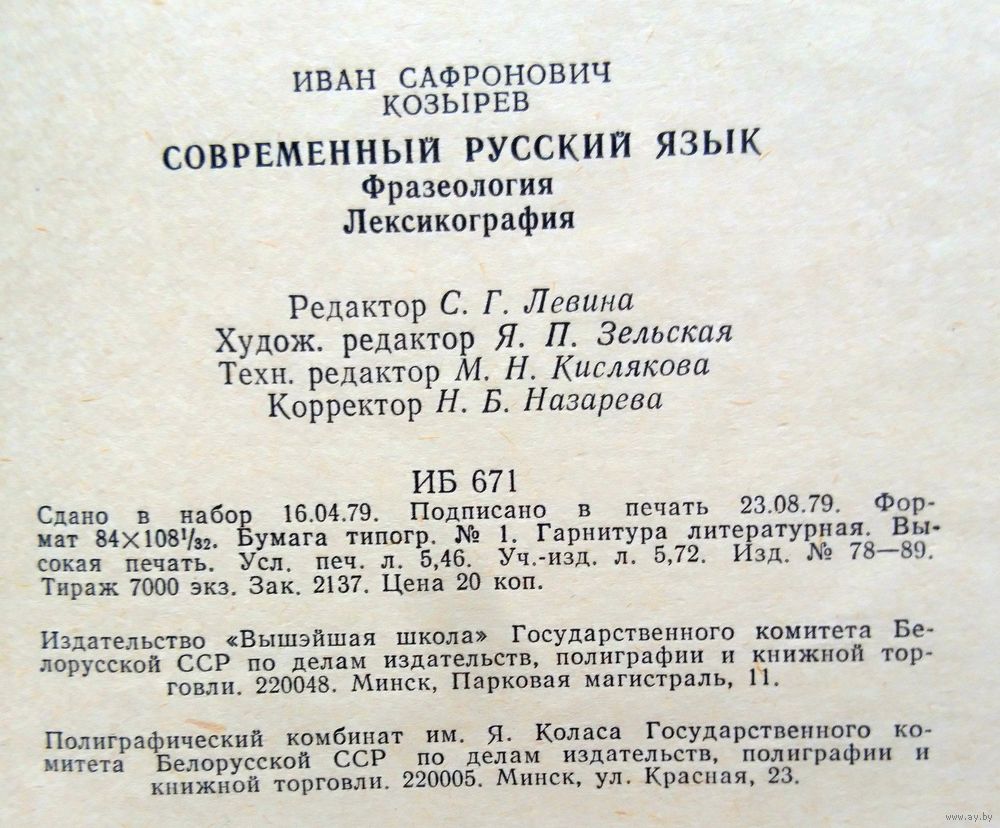 ИВАН САФРОНОВИЧ
КОЗЫРЕВ
СОВРЕМЕННЫЙ РУССКИЙ ЯЗЫК
Фразеология
Лексикография
Редактор С. Г. Левина
Худож. редактор Я. П. Зельская
Техн. редактор М. Н. Кислякова
Корректор Н. Б. Назарева
ИБ 671
Сдано в набор 16.04.79. Подписано в печать 23.08.79. Фор-
мат 84×108¹/₃₂. Бумага типогр. № 1. Гарнитура литературная. Вы-
сокая печать. Усл. печ. л. 5,46. Уч.-изд. л. 5,72. Изд. № 78—89.
Тираж 7000 экз. Зак. 2137. Цена 20 коп.
Издательство «Вышэйшая школа» Государственного комитета Бе-
лорусской ССР по делам издательств, полиграфии и книжной тор-
говли. 220048. Минск, Парковая магистраль, 11.
Полиграфический комбинат им. Я. Коласа Государственного ко-
митета Белорусской ССР по делам издательств, полиграфии и
книжной торговли. 220005. Минск, ул. Красная, 23.
www.ay.by